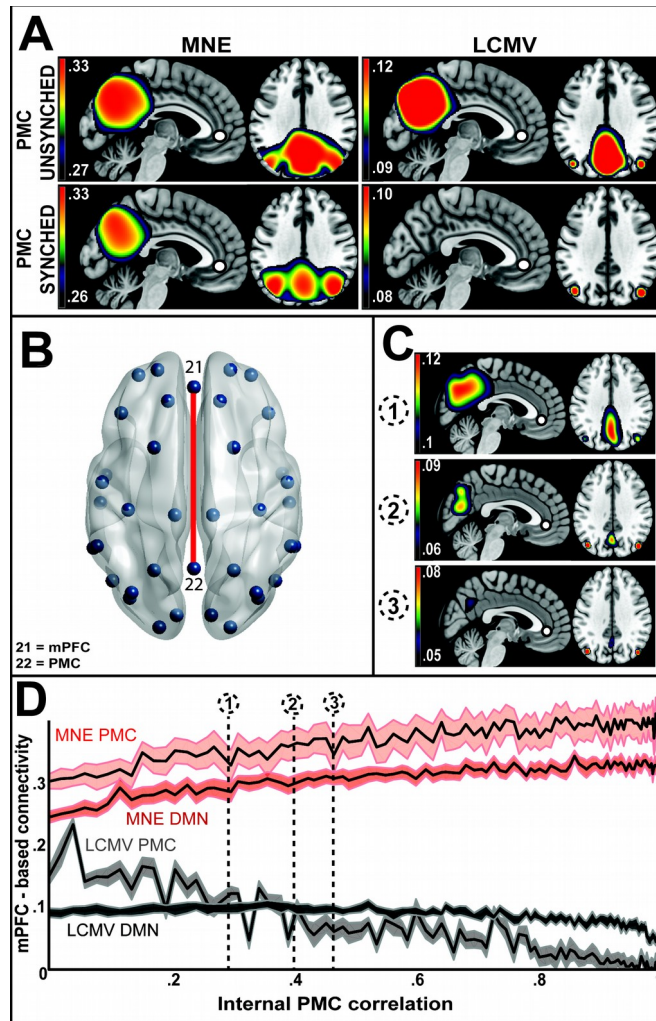 A
MNE
LCMV
PMC
UNSYNCHED
.33
.27
.12
.09
PMC
SYNCHED
.33
.26
.10
.08
B
21
22
21 = mPFC
22 = PMC
C
1
.12
.1
2
.09
.06
3
.08
.05
D
1
2
3
MNE PMC
MNE DMN
LCMV PMC
LCMV DMN
mPFC - based connectivity
.3
.2
.1
0
.2
.4
.6
.8
Internal PMC correlation